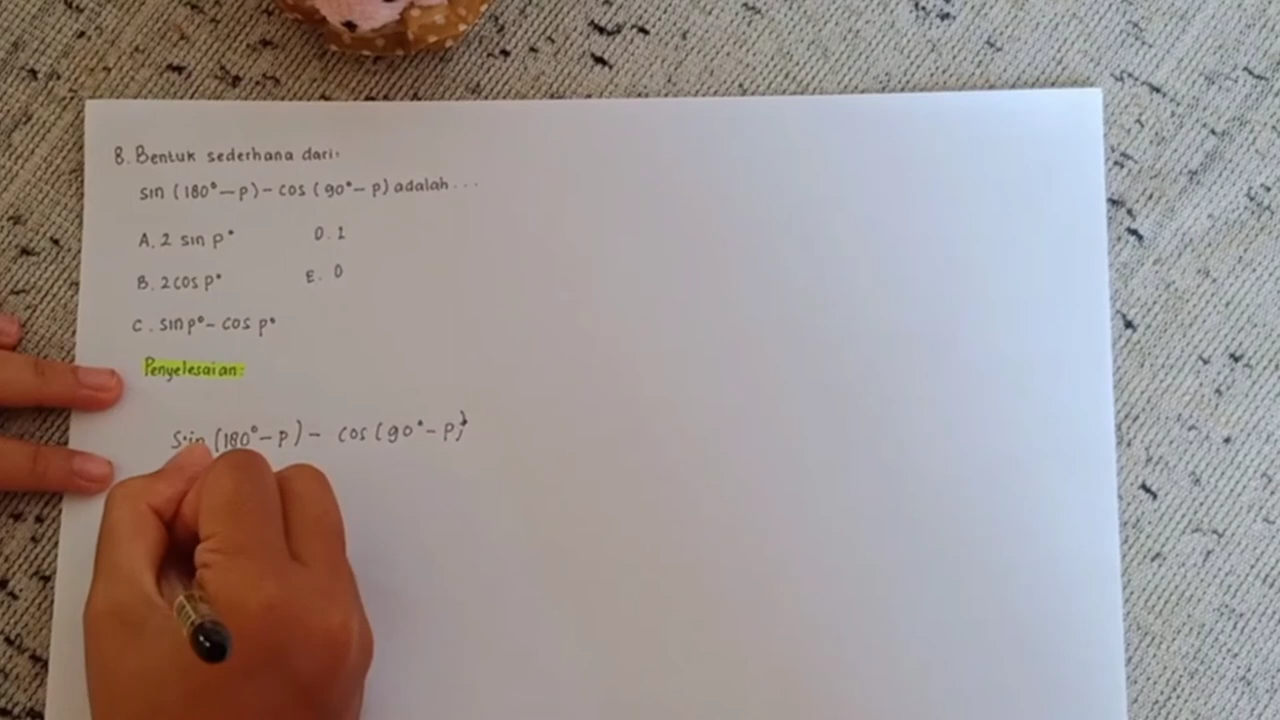 8. Bentuk sederhana dari:
sin (180° – p) – cos (90° – p) adalah ...
A. 2 sin p° D. 1
B. 2 cos p° E. 0
C. sin p° – cos p°
Penyelesaian:
sin (180° – p) – cos (90° – p)